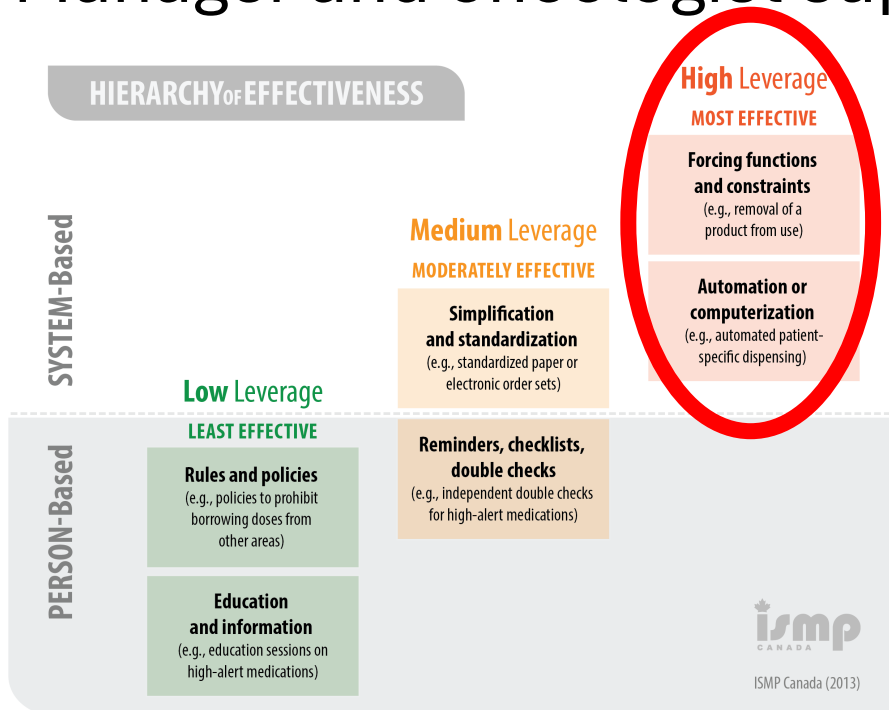 Manager and oncologist sup
HIERARCHY OF EFFECTIVENESS
High Leverage
MOST EFFECTIVE
Forcing functions
and constraints
(e.g., removal of a
product from use)
Automation or
computerization
(e.g., automated patient-
specific dispensing)
SYSTEM-Based
Medium Leverage
MODERATELY EFFECTIVE
Simplification
and standardization
(e.g., standardized paper or
electronic order sets)
Reminders, checklists,
double checks
(e.g., independent double checks
for high-alert medications)
Low Leverage
LEAST EFFECTIVE
PERSON-Based
Rules and policies
(e.g., policies to prohibit
borrowing doses from
other areas)
Education
and information
(e.g., education sessions on
high-alert medications)
ismp
CANADA
ISMP Canada (2013)